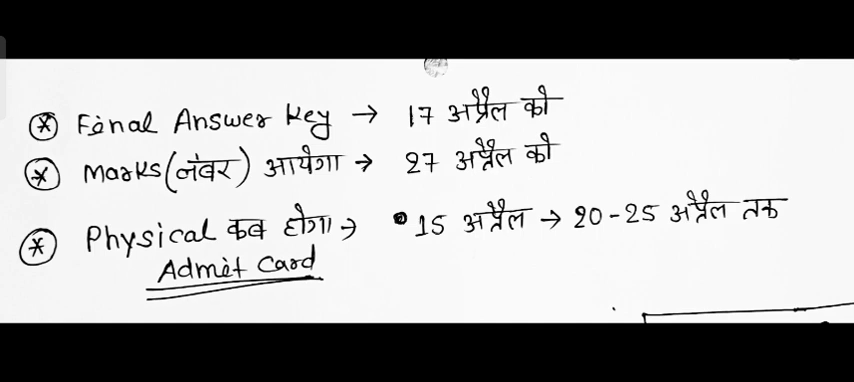 * Final Answer Key → 17 अप्रैल को
* Marks (नंबर) आयेगा → 27 अप्रैल को
* Physical कब होगा → • 15 अप्रैल → 20-25 अप्रैल तक
Admit Card